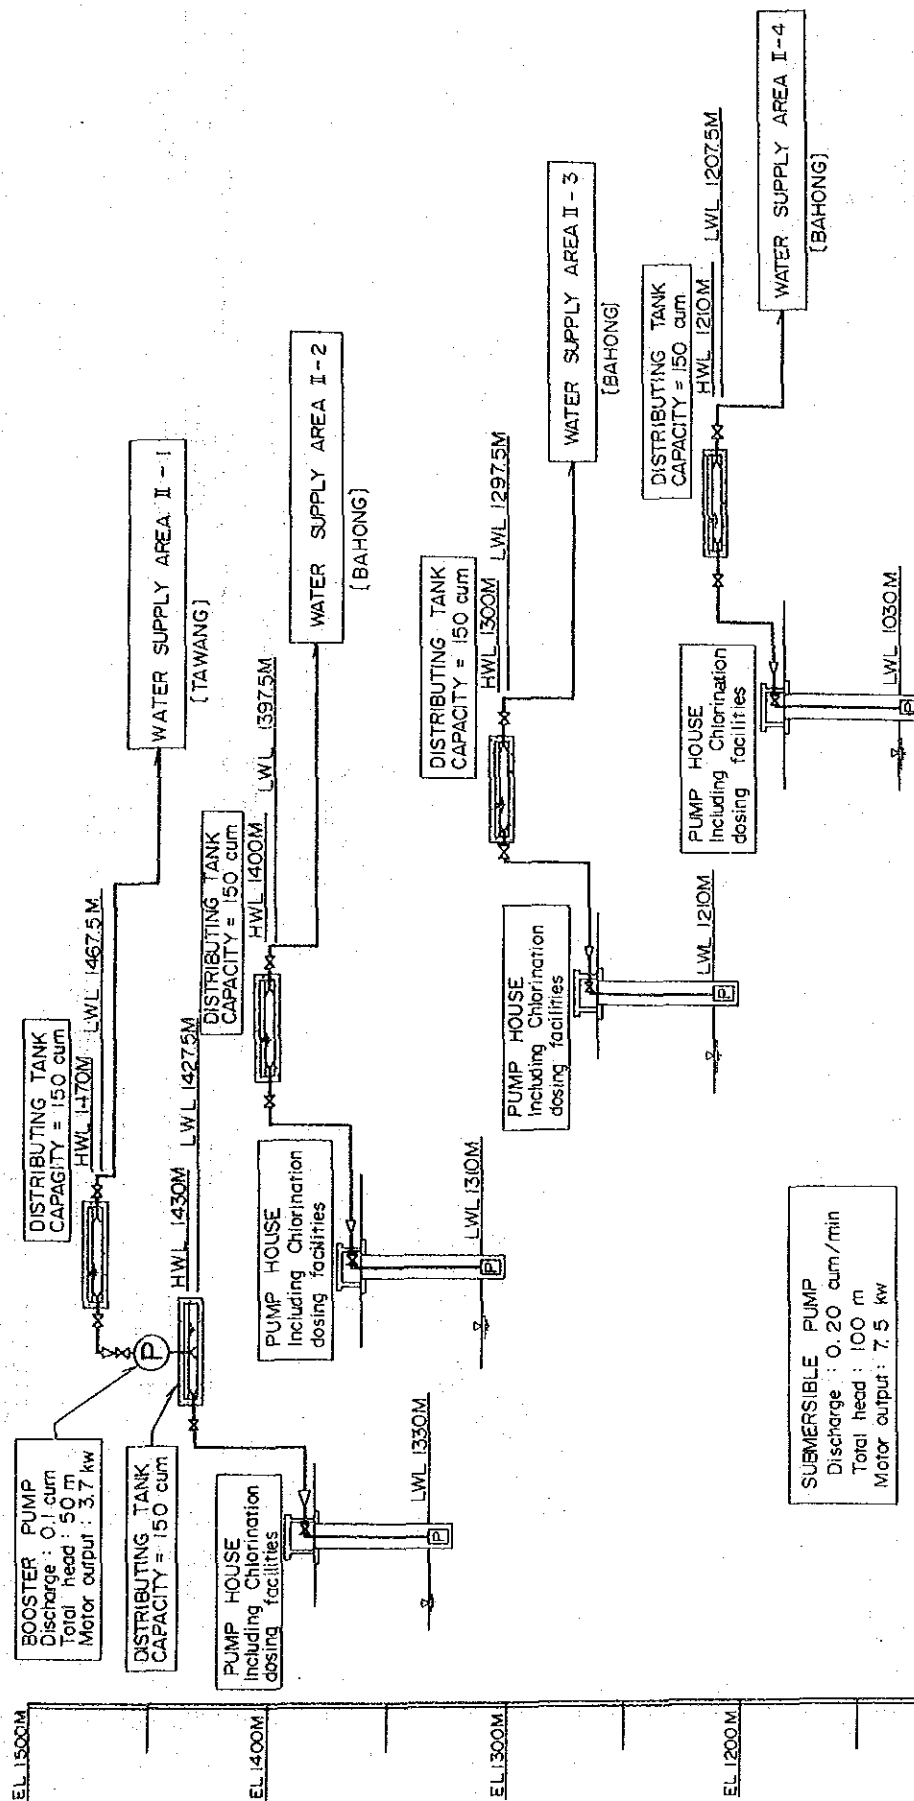 EL 1500M
EL 1400M
EL 1300M
EL 1200M
BOOSTER PUMP
Discharge : 0.1 cum
Total head : 50 m
Motor output : 3.7 kw
DISTRIBUTING TANK
CAPACITY = 150 cum
PUMP HOUSE
Including Chlorination
dosing facilities
LWL 1330M
DISTRIBUTING TANK
CAPAGITY = 150 cum
HWL 1470M LWL 1467.5M
HWL 1430M LWL 1427.5M
WATER SUPPLY AREA II - 1
[TAWANG]
PUMP HOUSE
Including Chlorination
dosing facilities
LWL 1310M
DISTRIBUTING TANK
CAPACITY = 150 cum
HWL 1400M LWL 1397.5M
WATER SUPPLY AREA II-2
[BAHONG]
PUMP HOUSE
Including Chlorination
dosing facilities
LWL 1210M
DISTRIBUTING TANK
CAPACITY = 150 cum
HWL 1300M LWL 1297.5M
WATER SUPPLY AREA II - 3
[BAHONG]
PUMP HOUSE
Including Chlorination
dosing facilities
LWL 1030M
DISTRIBUTING TANK
CAPACITY = 150 cum
HWL 1210M LWL 1207.5M
WATER SUPPLY AREA II-4
[BAHONG]
SUBMERSIBLE PUMP
Discharge : 0.20 cum/min
Total head : 100 m
Motor output : 7.5 kw
P
P
P
P
P